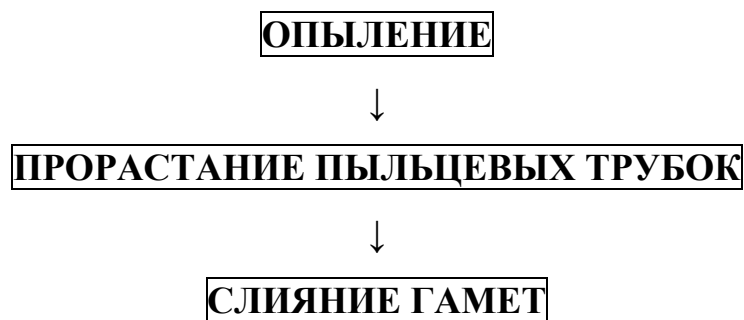 ОПЫЛЕНИЕ
↓
ПРОРАСТАНИЕ ПЫЛЬЦЕВЫХ ТРУБОК
↓
СЛИЯНИЕ ГАМЕТ